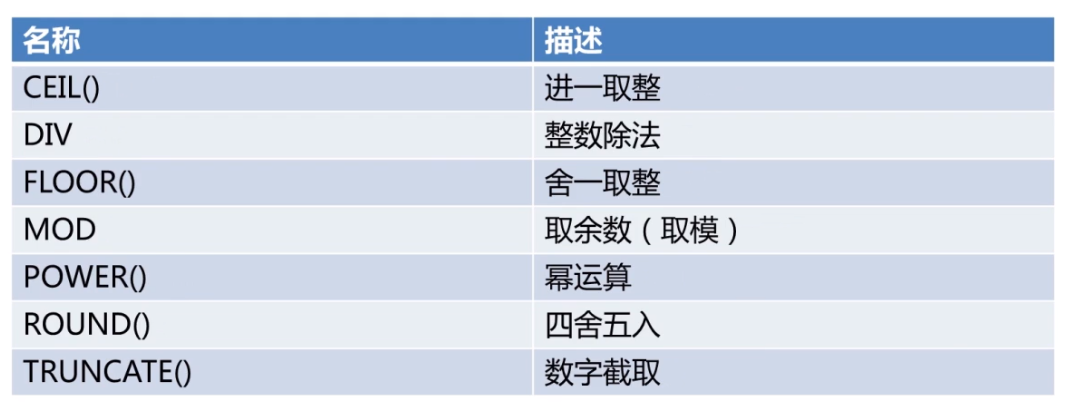 名称 描述
CEIL() 进一取整
DIV 整数除法
FLOOR() 舍一取整
MOD 取余数（取模）
POWER() 幂运算
ROUND() 四舍五入
TRUNCATE() 数字截取